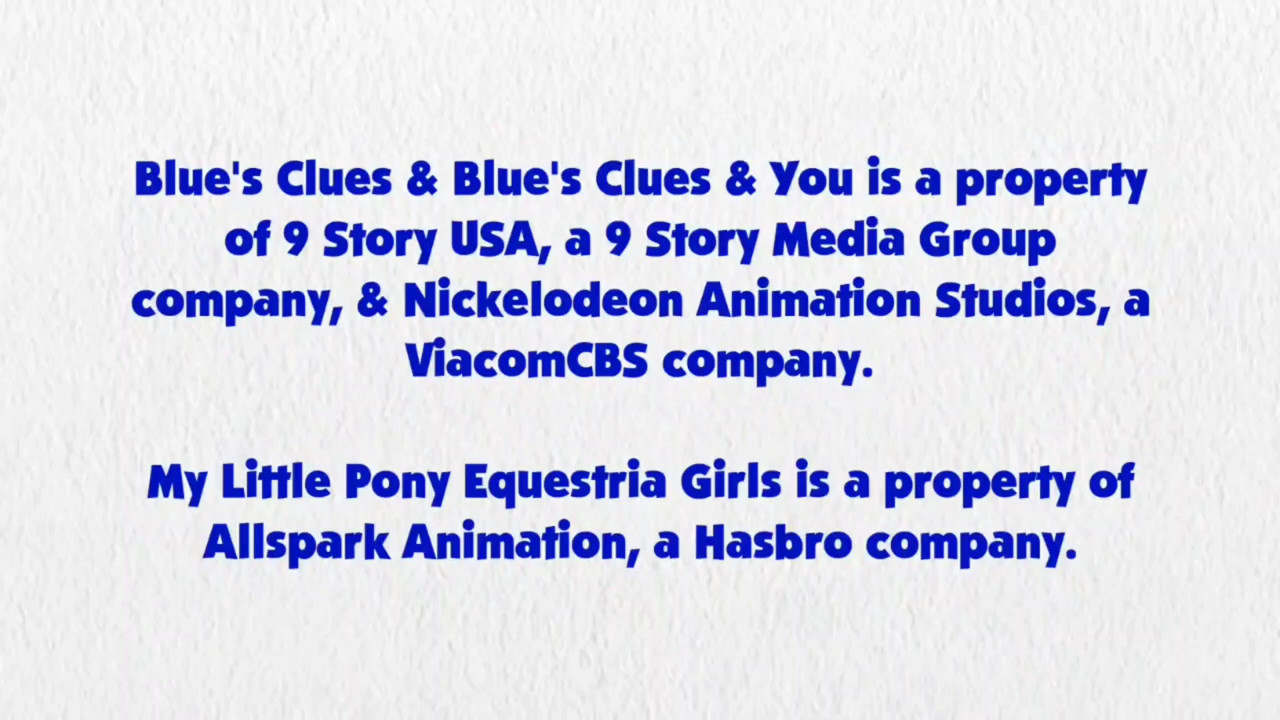 Blue's Clues & Blue's Clues & You is a property
of 9 Story USA, a 9 Story Media Group
company, & Nickelodeon Animation Studios, a
ViacomCBS company.
My Little Pony Equestria Girls is a property of
Allspark Animation, a Hasbro company.